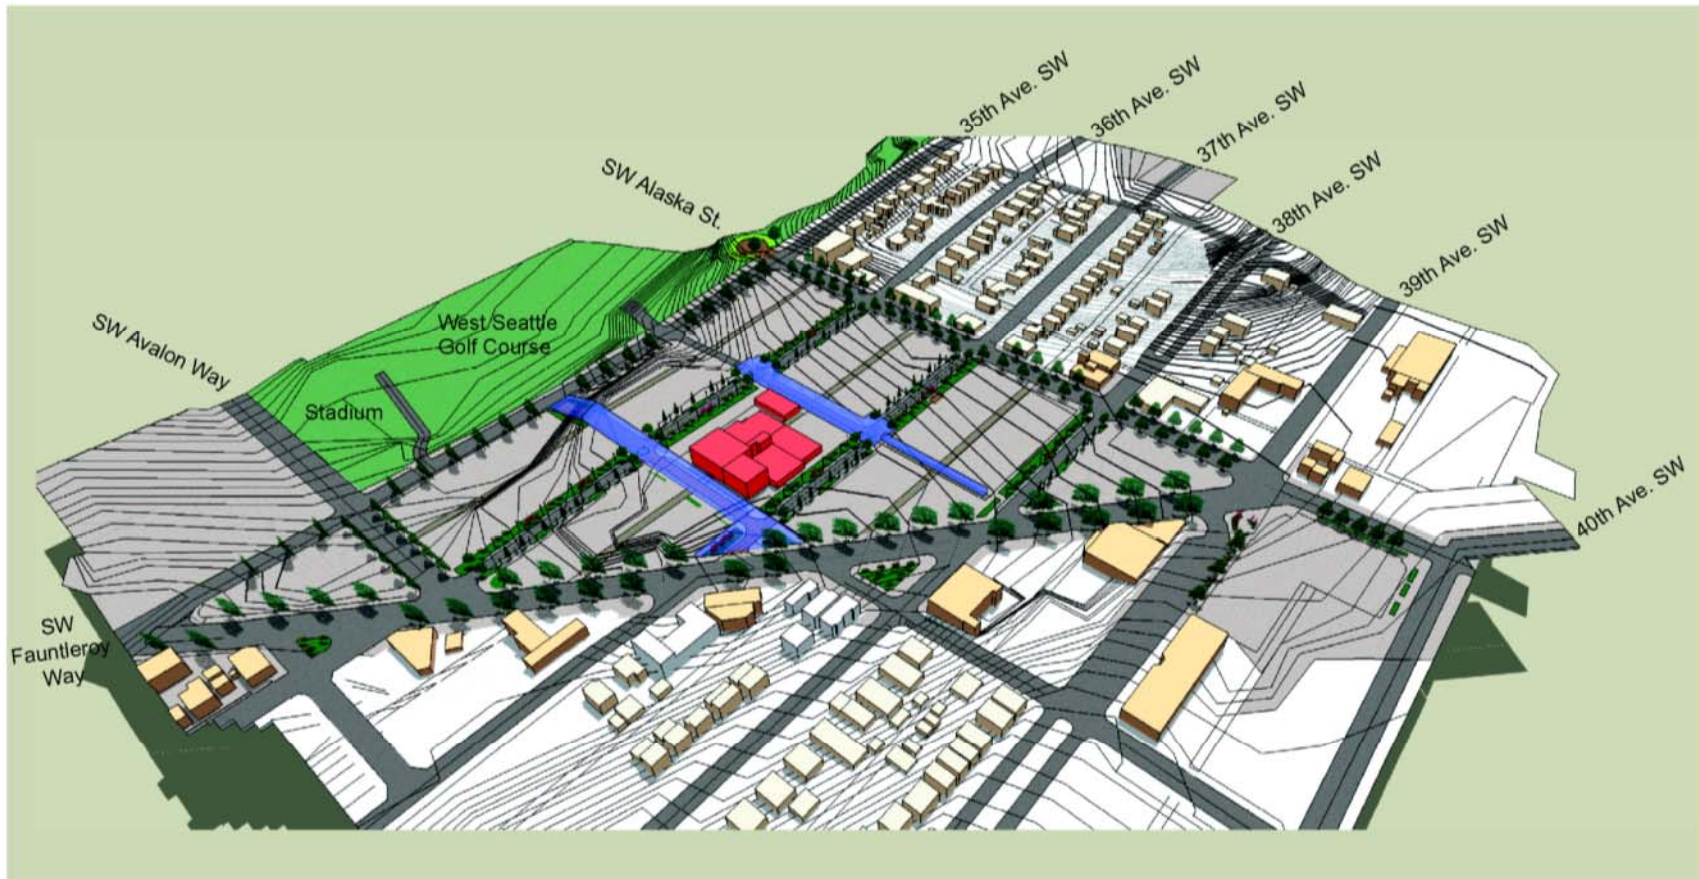 35th Ave. SW
36th Ave. SW
37th Ave. SW
38th Ave. SW
39th Ave. SW
40th Ave. SW
SW Alaska St.
SW Avalon Way
West Seattle
Golf Course
Stadium
SW
Fauntleroy
Way